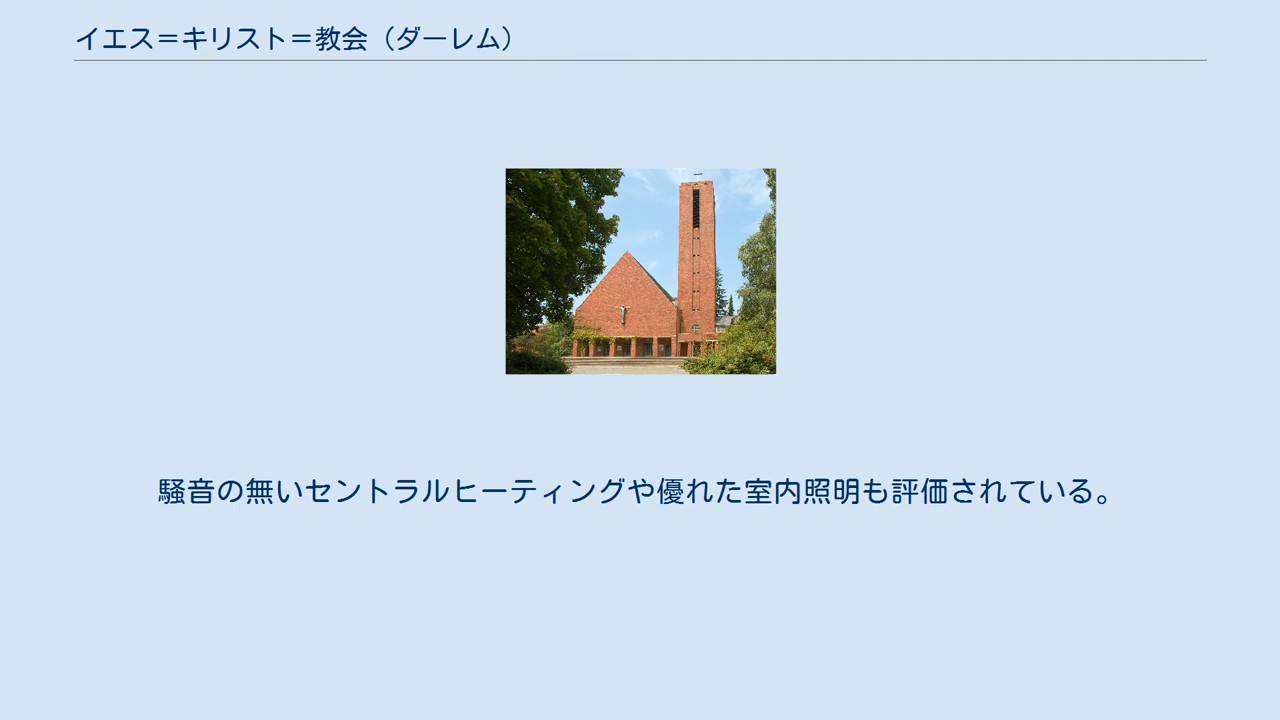 イエス＝キリスト＝教会（ダーレム）
騒音の無いセントラルヒーティングや優れた室内照明も評価されている。